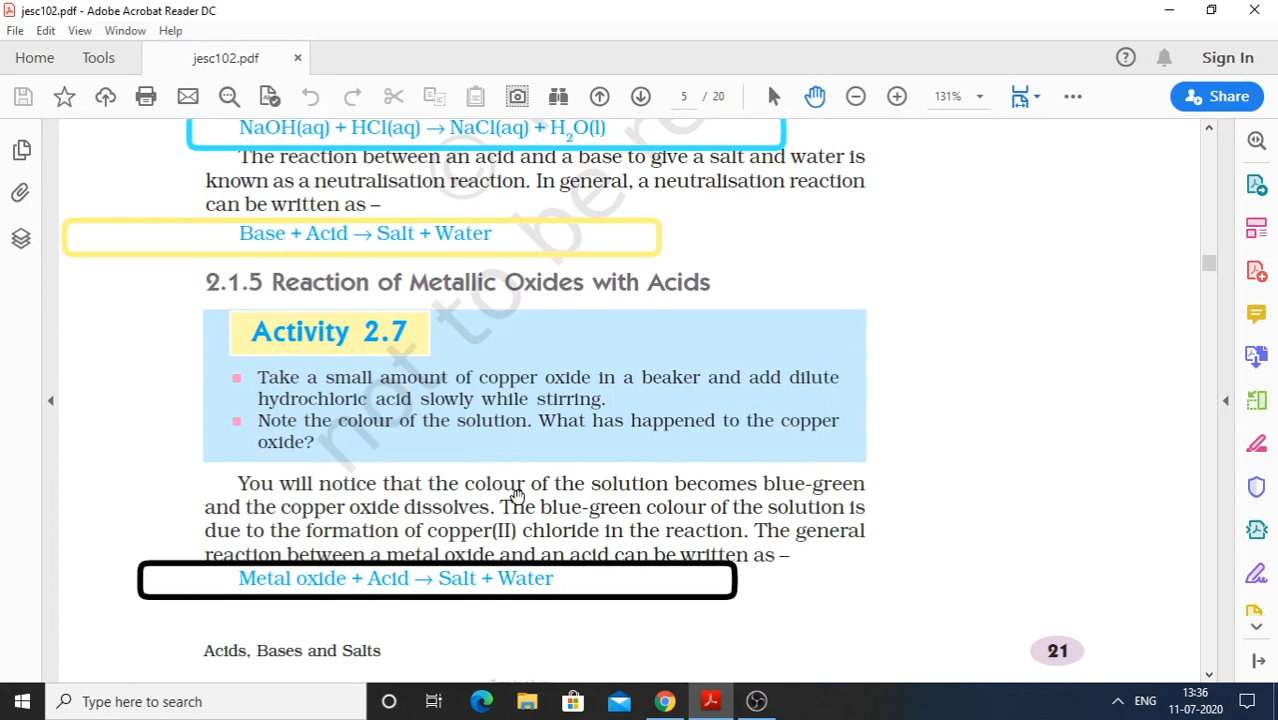 jesc102.pdf - Adobe Acrobat Reader DC
File Edit View Window Help
Home Tools jesc102.pdf × Sign In
5 / 20 131% Share
NaOH(aq) + HCl(aq) → NaCl(aq) + H₂O(l)
The reaction between an acid and a base to give a salt and water is
known as a neutralisation reaction. In general, a neutralisation reaction
can be written as –
Base + Acid → Salt + Water
2.1.5 Reaction of Metallic Oxides with Acids
Activity 2.7
Take a small amount of copper oxide in a beaker and add dilute
hydrochloric acid slowly while stirring.
Note the colour of the solution. What has happened to the copper
oxide?
You will notice that the colour of the solution becomes blue-green
and the copper oxide dissolves. The blue-green colour of the solution is
due to the formation of copper(II) chloride in the reaction. The general
reaction between a metal oxide and an acid can be written as –
Metal oxide + Acid → Salt + Water
Acids, Bases and Salts 21
© not to be re
Type here to search ENG 13:36
11-07-2020